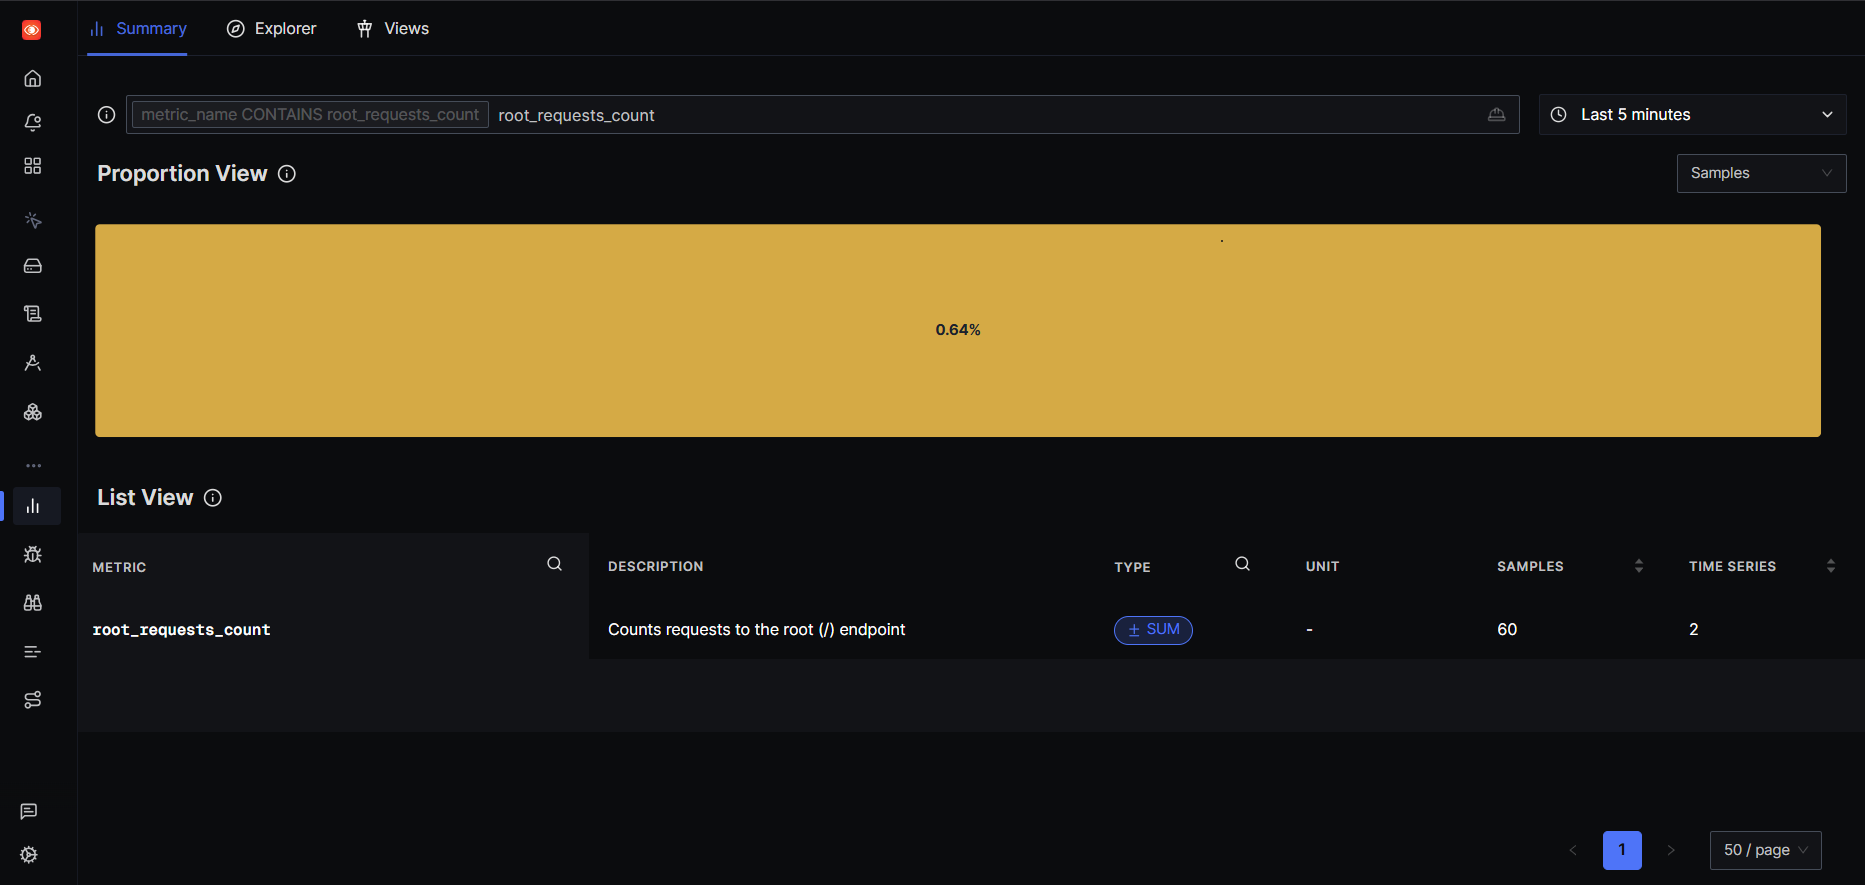 Summary Explorer Views
metric_name CONTAINS root_requests_count root_requests_count Last 5 minutes
Proportion View Samples
0.64%
List View
METRIC DESCRIPTION TYPE UNIT SAMPLES TIME SERIES
root_requests_count Counts requests to the root (/) endpoint SUM - 60 2
< 1 > 50 / page